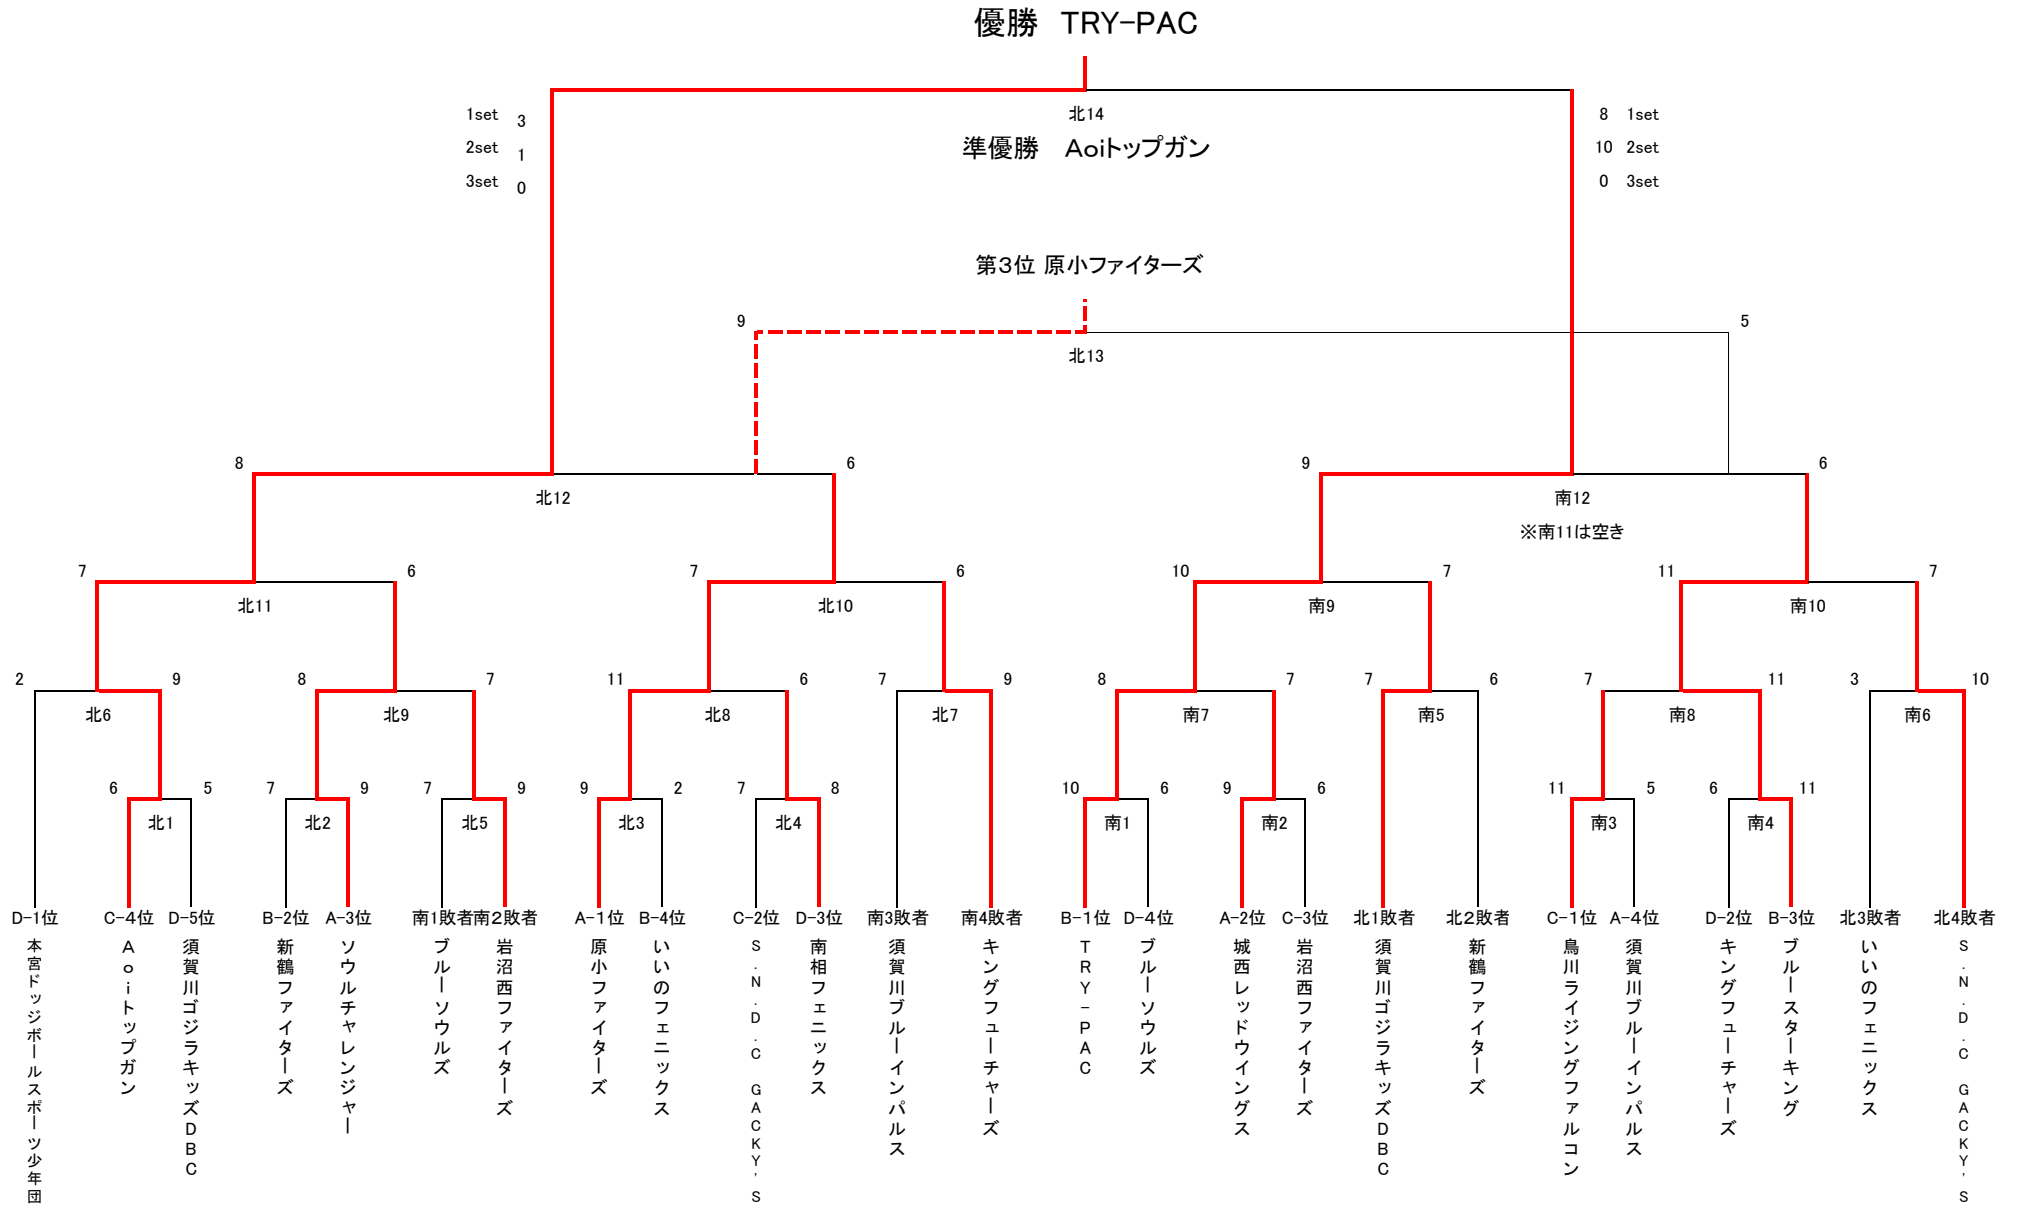 優勝　TRY-PAC
1set 3
2set 1
3set 0
北14
8 1set
10 2set
0 3set
準優勝　Aoiトップガン
第3位 原小ファイターズ
9
5
北13
8
6
9
6
北12
南12
※南11は空き
7
6
7
6
10
7
11
7
北11
北10
南9
南10
2
9
8
7
11
6
7
9
8
7
7
6
7
11
3
10
北6
北9
北8
北7
南7
南5
南8
南6
6
5
7
9
7
9
9
2
7
8
10
6
9
6
11
5
6
11
北1
北2
北5
北3
北4
南1
南2
南3
南4
D-1位
C-4位
D-5位
B-2位
A-3位
南1敗者
南2敗者
A-1位
B-4位
C-2位
D-3位
南3敗者
南4敗者
B-1位
D-4位
A-2位
C-3位
北1敗者
北2敗者
C-1位
A-4位
D-2位
B-3位
北3敗者
北4敗者
本宮ドッジボールスポーツ少年団
Aoiトップガン
須賀川ゴジラキッズDBC
新鶴ファイターズ
ソウルチャレンジャー
ブルーソウルズ
岩沼西ファイターズ
原小ファイターズ
いいのフェニックス
S.N.D.C GACKY'S
南相フェニックス
須賀川ブルーインパルス
キングフューチャーズ
TRY-PAC
ブルーソウルズ
城西レッドウイングス
岩沼西ファイターズ
須賀川ゴジラキッズDBC
新鶴ファイターズ
鳥川ライジングファルコン
須賀川ブルーインパルス
キングフューチャーズ
ブルースターキング
いいのフェニックス
S.N.D.C GACKY'S